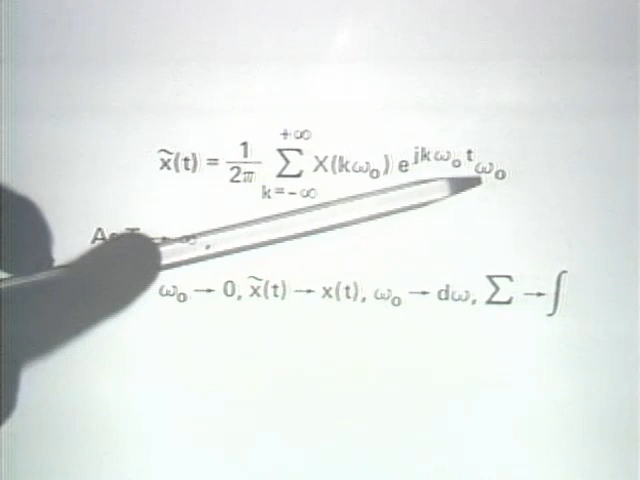 x̃(t) = 1/2π +∞ ∑ k=-∞ X(kω₀) e^{jkω₀t} ω₀
ω₀ → 0, x̃(t) → x(t), ω₀ → dω, ∑ → ∫